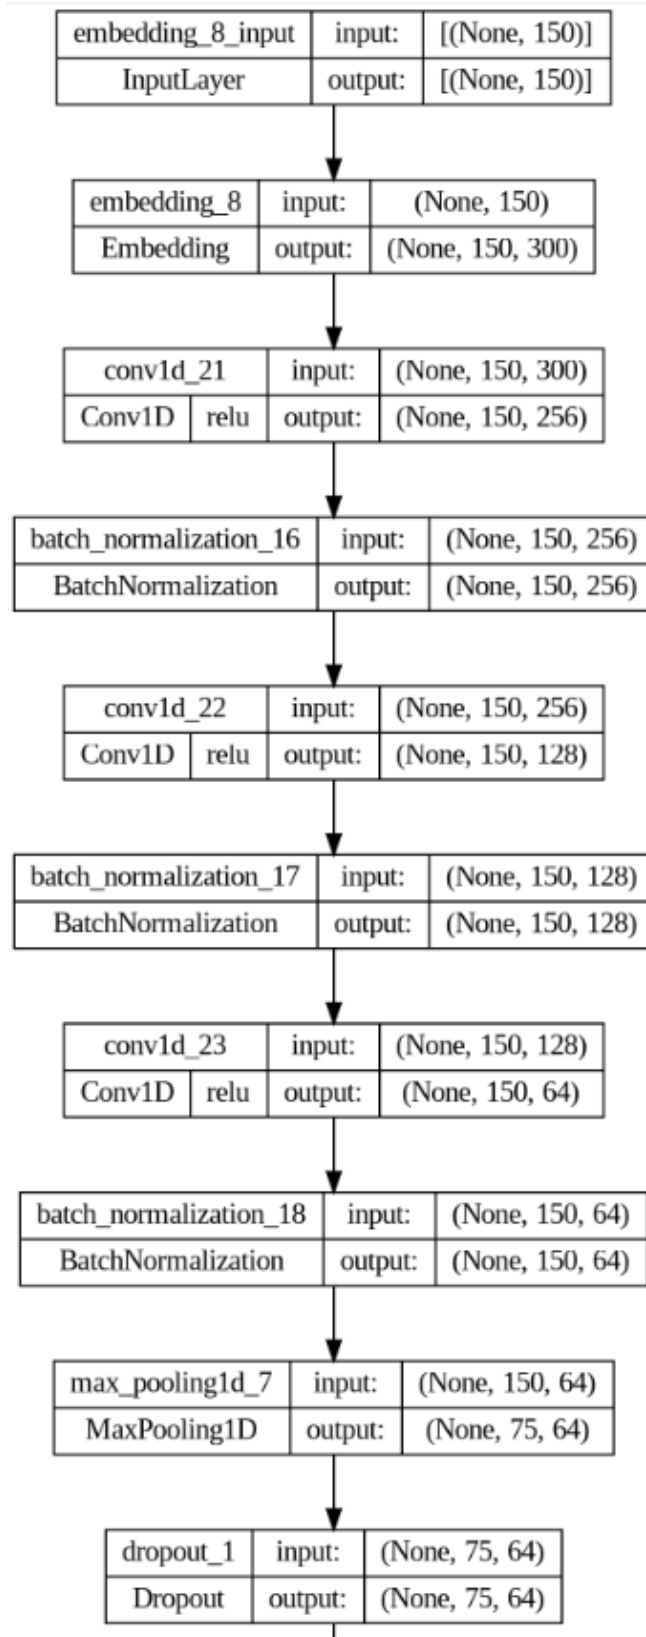 embedding_8_input input: [(None, 150)]
InputLayer output: [(None, 150)]
embedding_8 input: (None, 150)
Embedding output: (None, 150, 300)
conv1d_21 input: (None, 150, 300)
Conv1D relu output: (None, 150, 256)
batch_normalization_16 input: (None, 150, 256)
BatchNormalization output: (None, 150, 256)
conv1d_22 input: (None, 150, 256)
Conv1D relu output: (None, 150, 128)
batch_normalization_17 input: (None, 150, 128)
BatchNormalization output: (None, 150, 128)
conv1d_23 input: (None, 150, 128)
Conv1D relu output: (None, 150, 64)
batch_normalization_18 input: (None, 150, 64)
BatchNormalization output: (None, 150, 64)
max_pooling1d_7 input: (None, 150, 64)
MaxPooling1D output: (None, 75, 64)
dropout_1 input: (None, 75, 64)
Dropout output: (None, 75, 64)